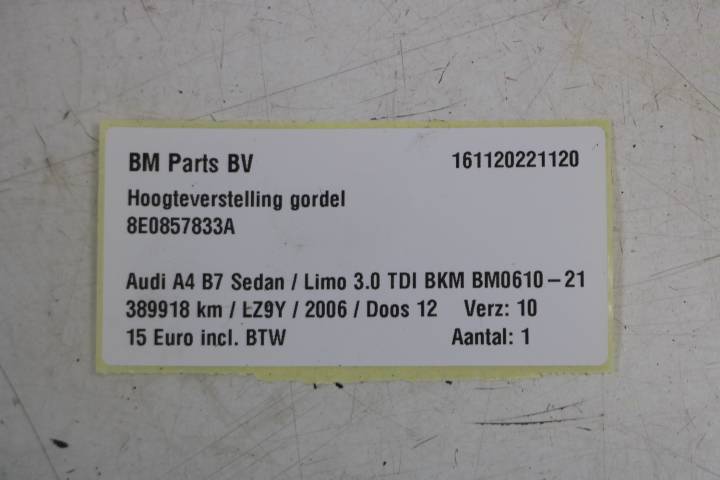 BM Parts BV 161120221120
Hoogteverstelling gordel
8E0857833A
Audi A4 B7 Sedan / Limo 3.0 TDI BKM BM0610-21
389918 km / LZ9Y / 2006 / Doos 12 Verz: 10
15 Euro incl. BTW Aantal: 1